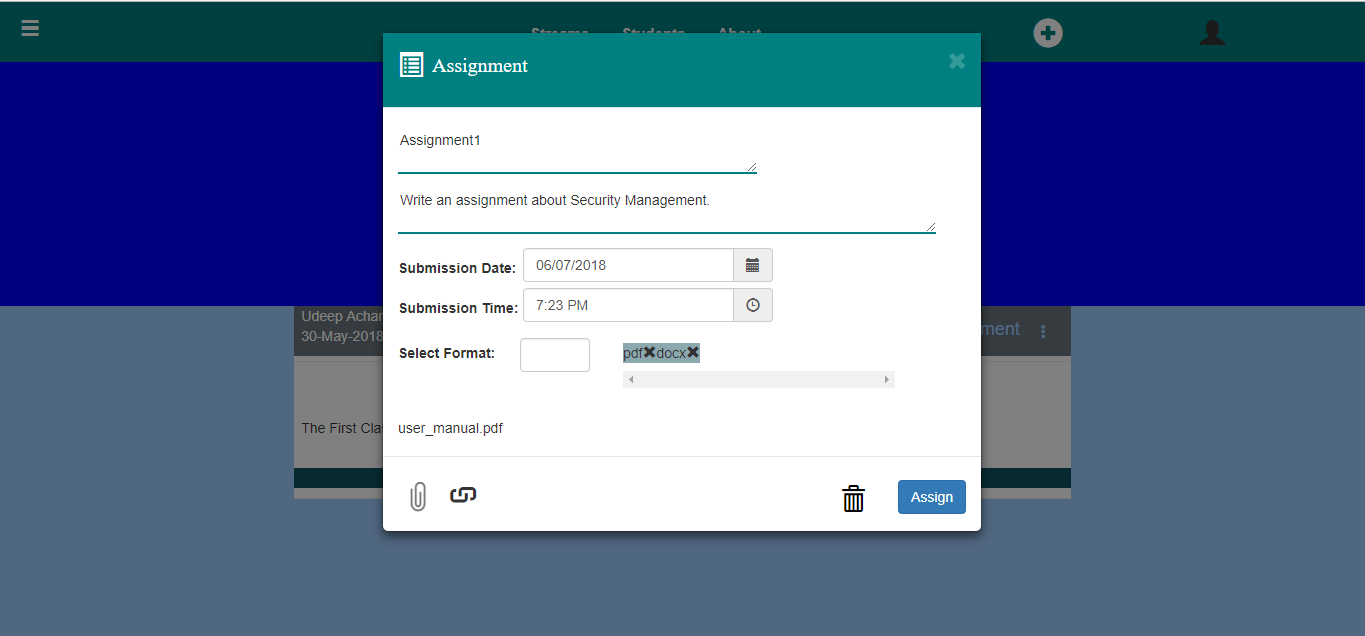 Streams Students About
Assignment
Assignment1
Write an assignment about Security Management.
Submission Date: 06/07/2018
Submission Time: 7:23 PM
Select Format: pdf✖docx✖
Udeep Achar
30-May-2018
ment
The First Clas
user_manual.pdf
Assign